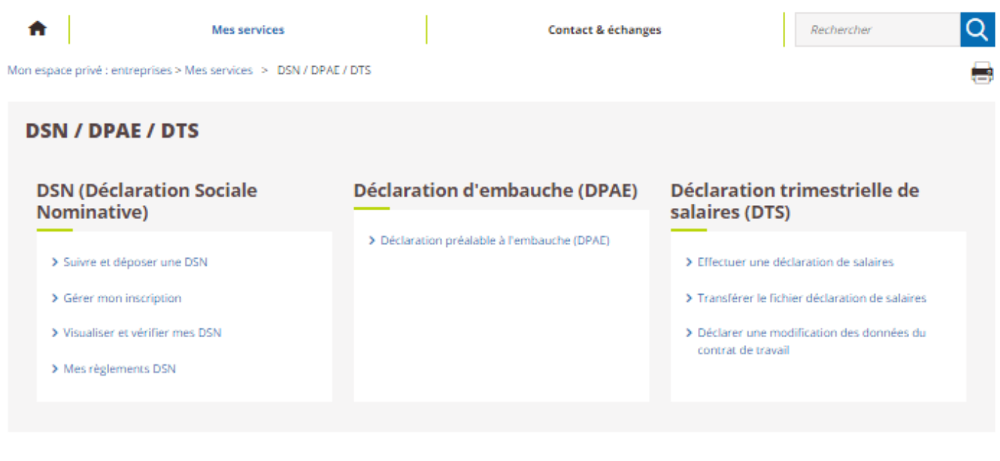 Mes services
Contact & échanges
Rechercher
Mon espace privé : entreprises > Mes services > DSN / DPAE / DTS
DSN / DPAE / DTS
DSN (Déclaration Sociale
Nominative)
> Suivre et déposer une DSN
> Gérer mon inscription
> Visualiser et vérifier mes DSN
> Mes règlements DSN
Déclaration d'embauche (DPAE)
> Déclaration préalable à l'embauche (DPAE)
Déclaration trimestrielle de
salaires (DTS)
> Effectuer une déclaration de salaires
> Transférer le fichier déclaration de salaires
> Déclarer une modification des données du
contrat de travail